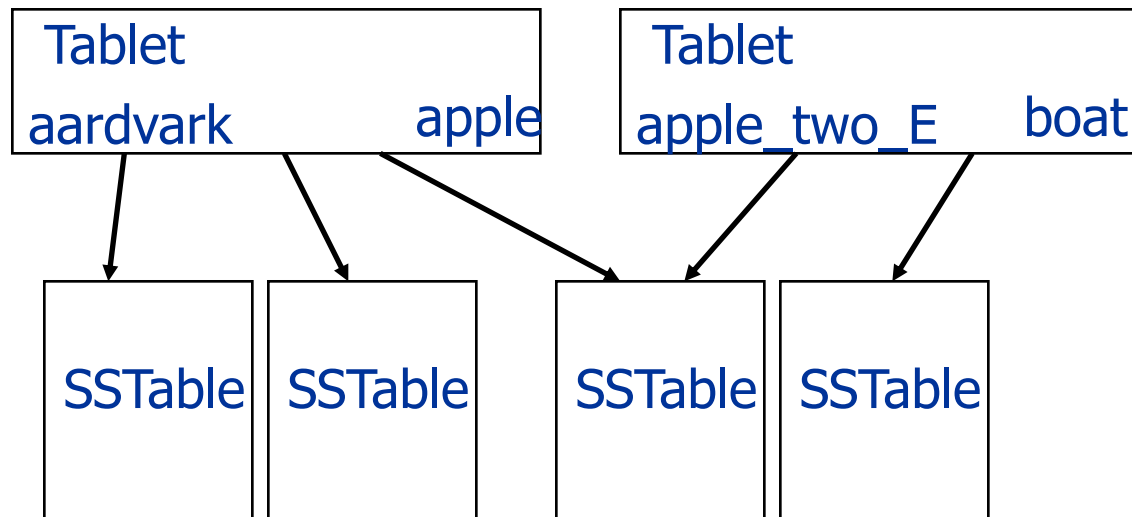 Tablet
aardvark apple
Tablet
apple_two_E boat
SSTable
SSTable
SSTable
SSTable